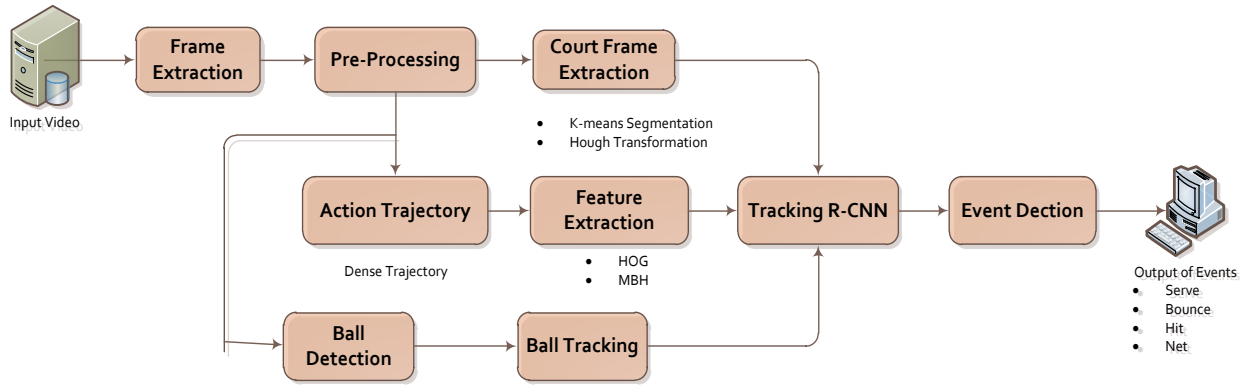 Input Video
Frame
Extraction
Pre-Processing
Court Frame
Extraction
• K-means Segmentation
• Hough Transformation
Action Trajectory
Dense Trajectory
Feature
Extraction
• HOG
• MBH
Tracking R-CNN
Event Dection
Output of Events
• Serve
• Bounce
• Hit
• Net
Ball
Detection
Ball Tracking